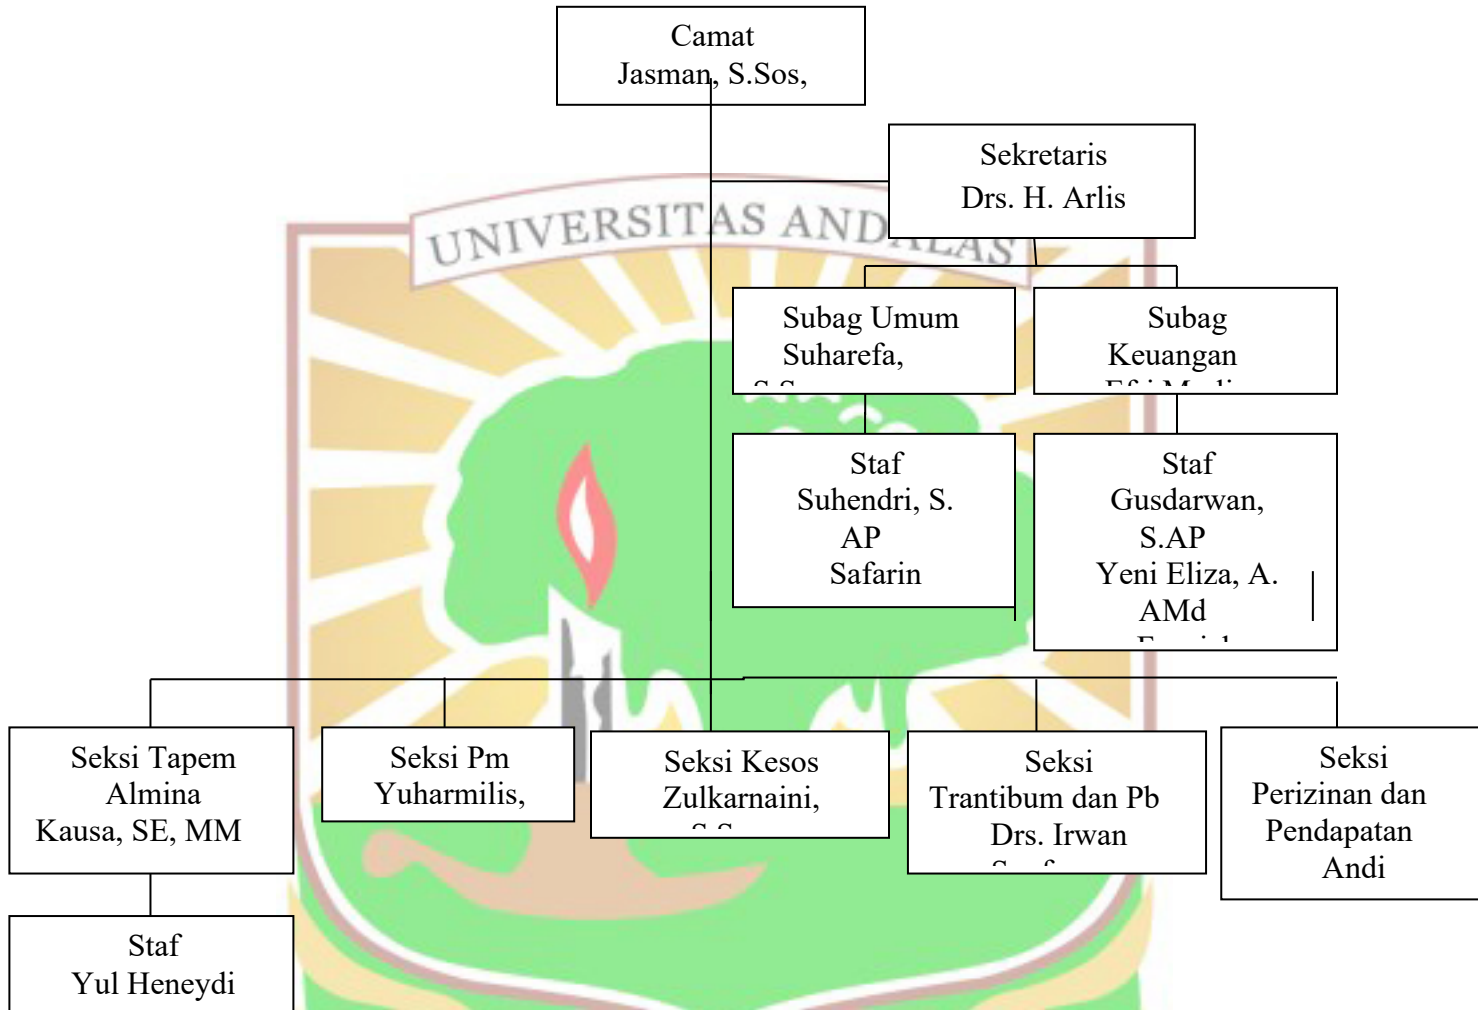 Camat
Jasman, S.Sos,
Sekretaris
Drs. H. Arlis
UNIVERSITAS ANDALAS
Subag Umum
Suharefa,
Subag
Keuangan
Staf
Suhendri, S.
AP
Safarin
Staf
Gusdarwan,
S.AP
Yeni Eliza, A.
AMd
Seksi Tapem
Almina
Kausa, SE, MM
Seksi Pm
Yuharmilis,
Seksi Kesos
Zulkarnaini,
Seksi
Trantibum dan Pb
Drs. Irwan
Seksi
Perizinan dan
Pendapatan
Andi
Staf
Yul Heneydi